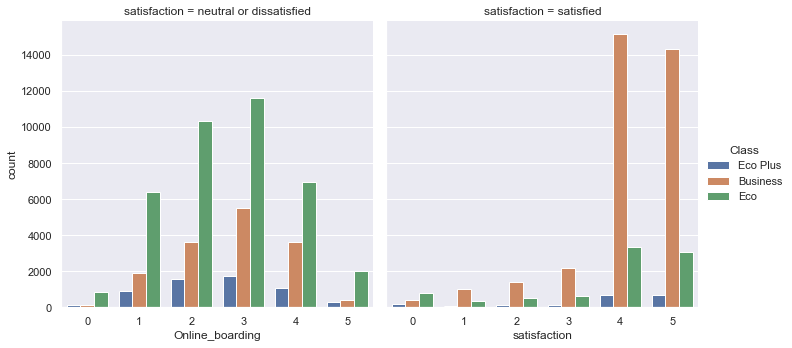 satisfaction = neutral or dissatisfied
satisfaction = satisfied
14000
12000
10000
8000
6000
4000
2000
0
count
0 1 2 3 4 5
Online_boarding
0 1 2 3 4 5
satisfaction
Class
Eco Plus
Business
Eco